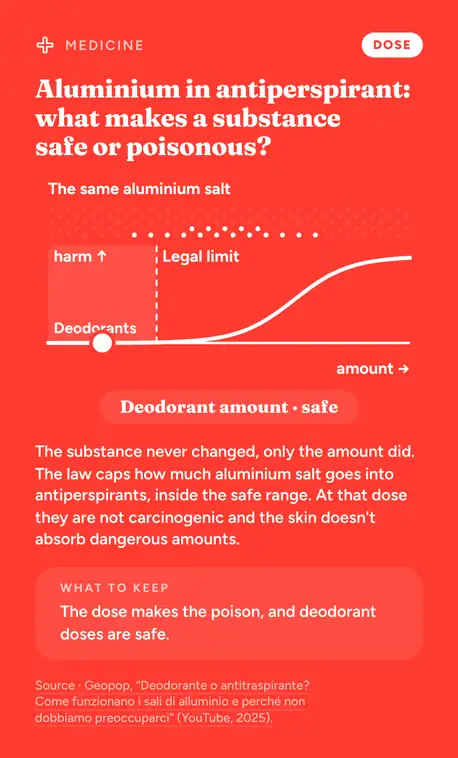 MEDICINE
DOSE
Aluminium in antiperspirant:
what makes a substance
safe or poisonous?
The same aluminium salt
harm ↑
Legal limit
Deodorants
amount →
Deodorant amount · safe
The substance never changed, only the amount did.
The law caps how much aluminium salt goes into
antiperspirants, inside the safe range. At that dose
they are not carcinogenic and the skin doesn't
absorb dangerous amounts.
WHAT TO KEEP
The dose makes the poison, and deodorant
doses are safe.
Source · Geopop, “Deodorante o antitraspirante?
Come funzionano i sali di alluminio e perché non
dobbiamo preoccuparci” (YouTube, 2025).